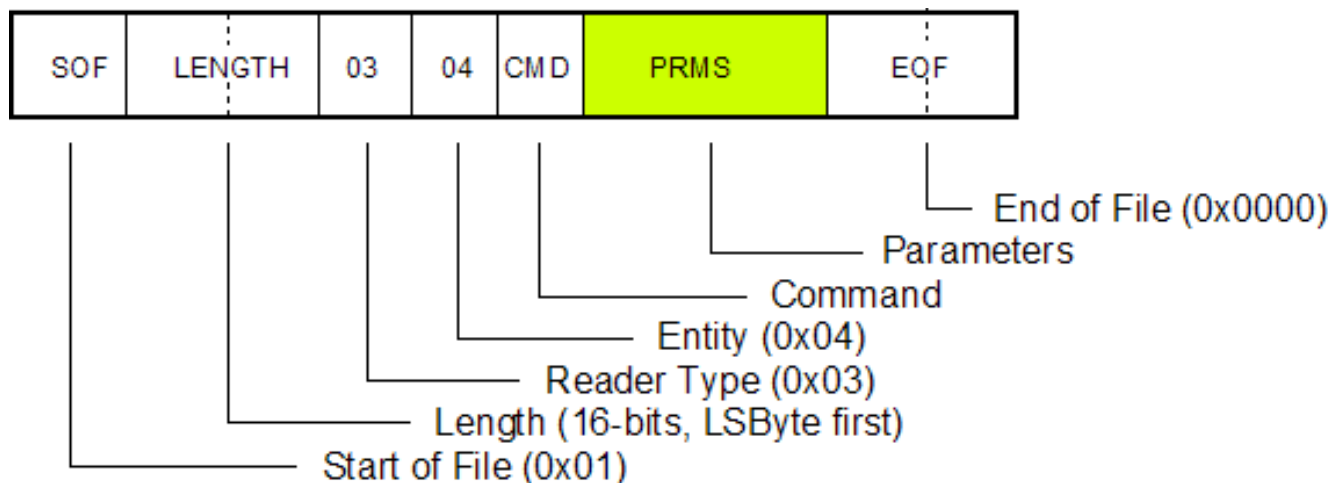 SOF LENGTH 03 04 CMD PRMS EOF
End of File (0x0000)
Parameters
Command
Entity (0x04)
Reader Type (0x03)
Length (16-bits, LSByte first)
Start of File (0x01)